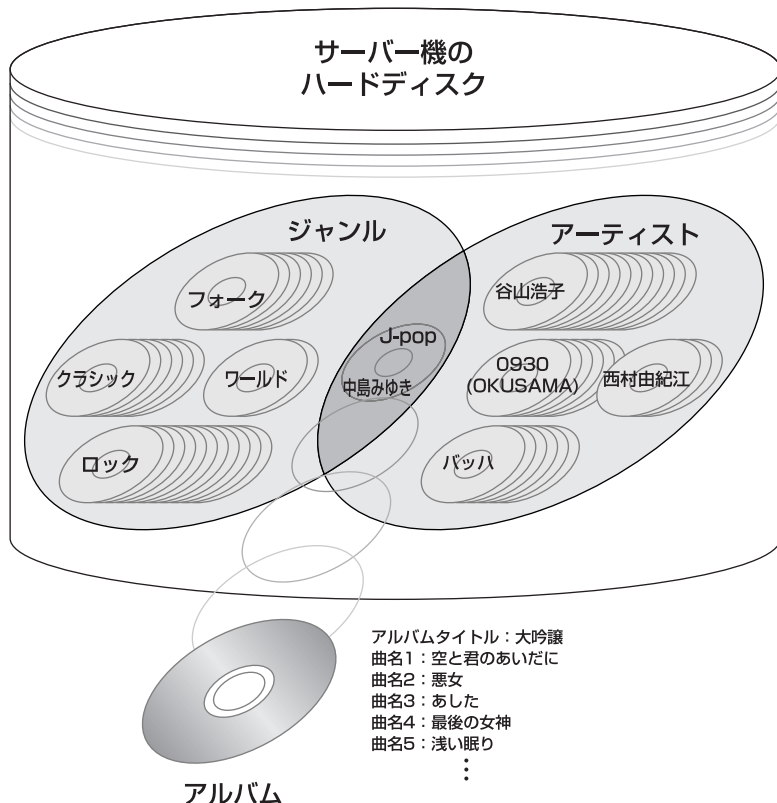 サーバー機の
ハードディスク
ジャンル
アーティスト
フォーク
谷山浩子
J-pop
中島みゆき
クラシック
ワールド
0930
(OKUSAMA)
西村由紀江
ロック
バッハ
アルバムタイトル：大吟醸
曲名1：空と君のあいだに
曲名2：悪女
曲名3：あした
曲名4：最後の女神
曲名5：浅い眠り
⋮
アルバム